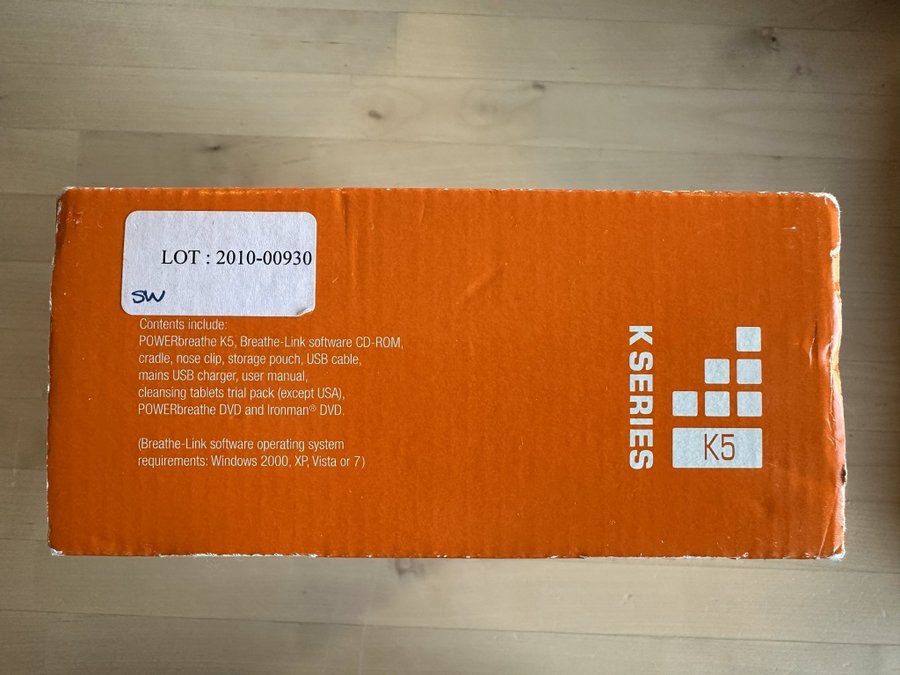 LOT : 2010-00930
SW
Contents include:
POWERbreathe K5, Breathe-Link software CD-ROM,
cradle, nose clip, storage pouch, USB cable,
mains USB charger, user manual,
cleansing tablets trial pack (except USA),
POWERbreathe DVD and Ironman® DVD.
(Breathe-Link software operating system
requirements: Windows 2000, XP, Vista or 7)
K SERIES
K5